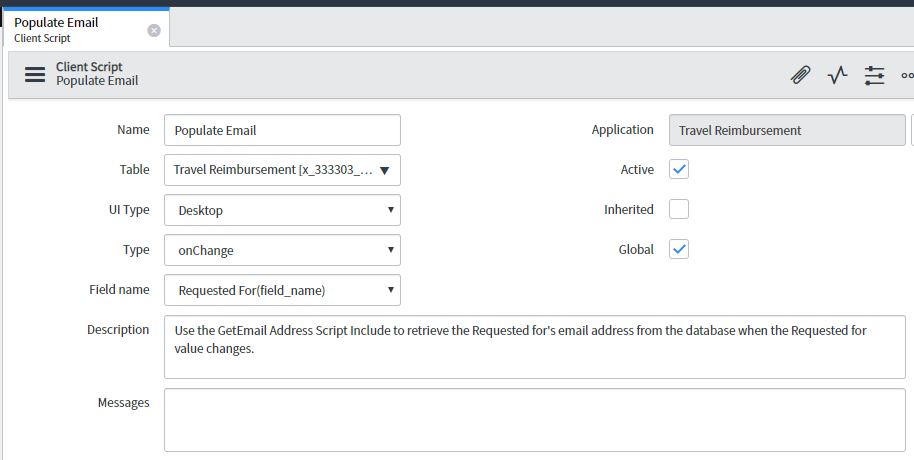 Populate Email
Client Script
Client Script
Populate Email
Name Populate Email Application Travel Reimbursement
Table Travel Reimbursement [x_333303_... Active
UI Type Desktop Inherited
Type onChange Global
Field name Requested For(field_name)
Description Use the GetEmail Address Script Include to retrieve the Requested for's email address from the database when the Requested for
value changes.
Messages